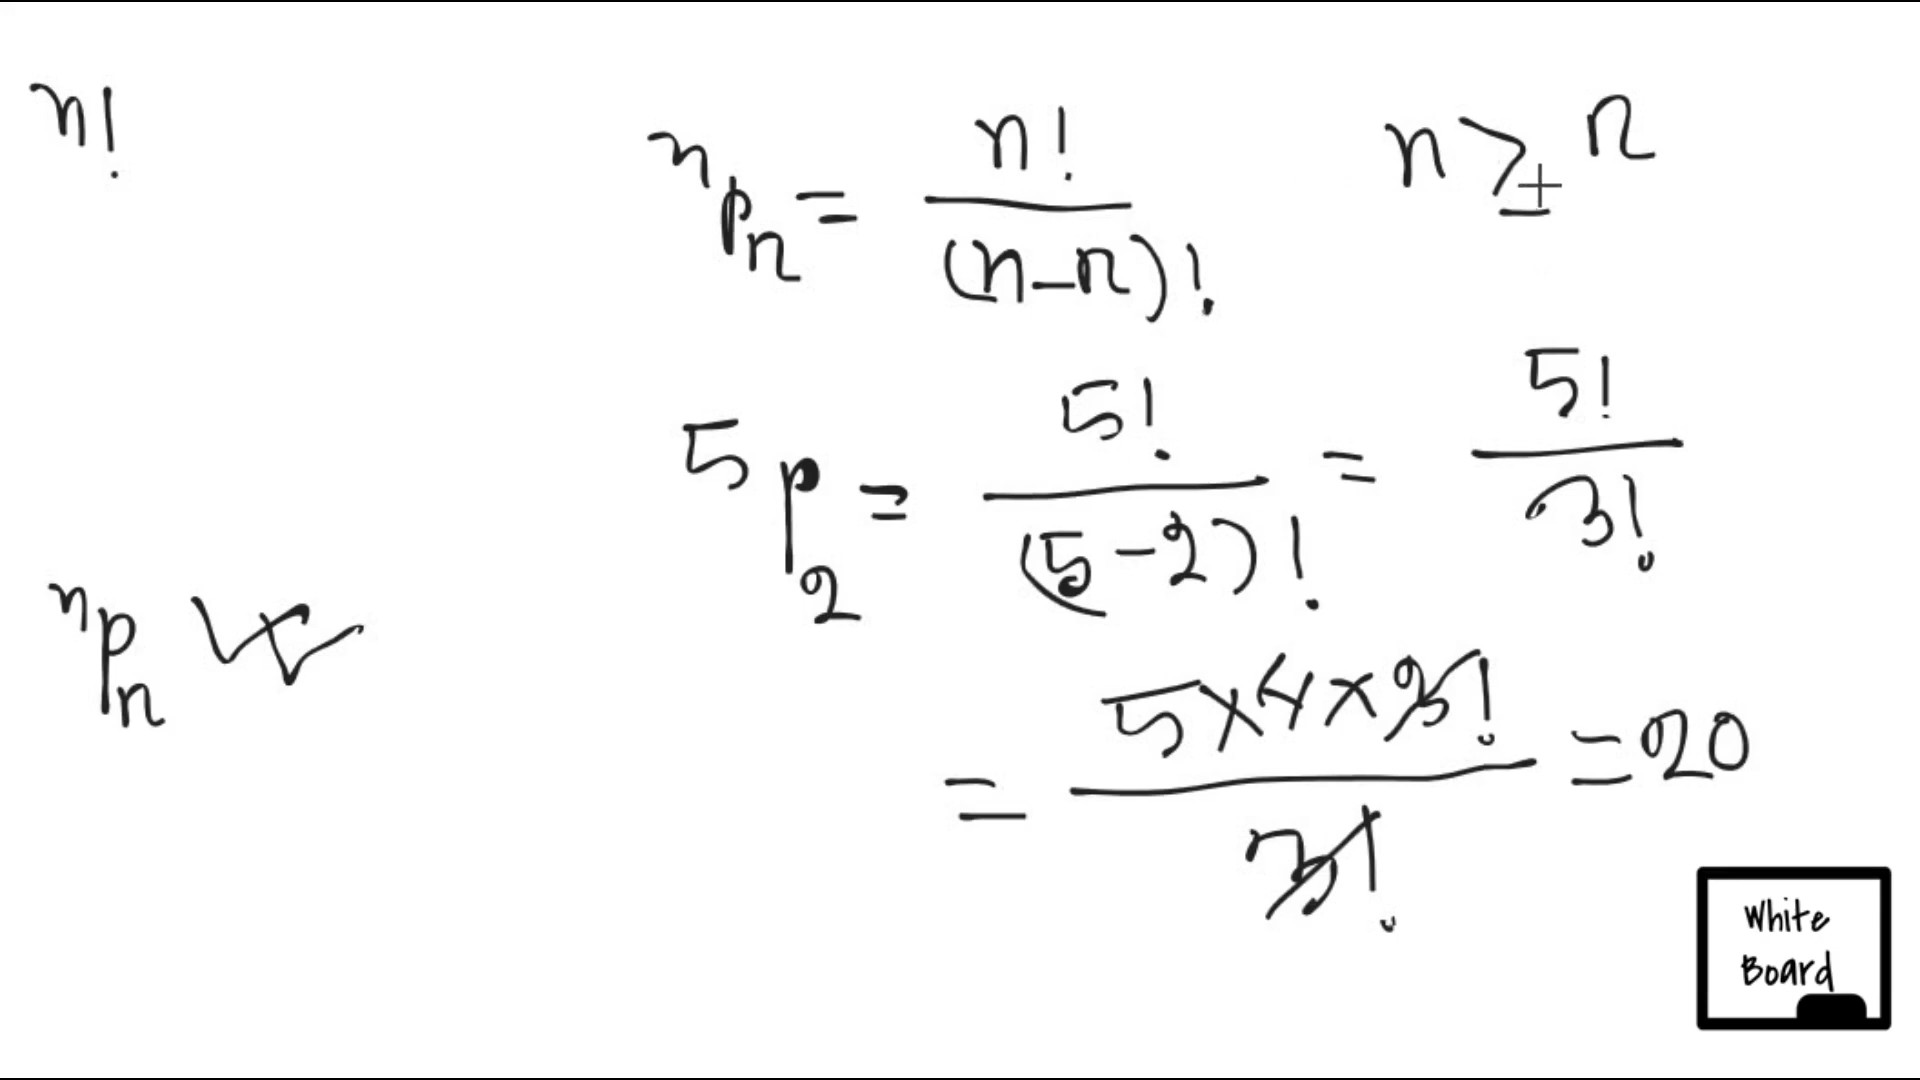 n!
ⁿPᵣ = n! / (n-r)!
n ≥ r
⁵P₂ = 5! / (5-2)! = 5! / 3!
ⁿPᵣ
= 5×4×3! / 3! = 20
White
Board